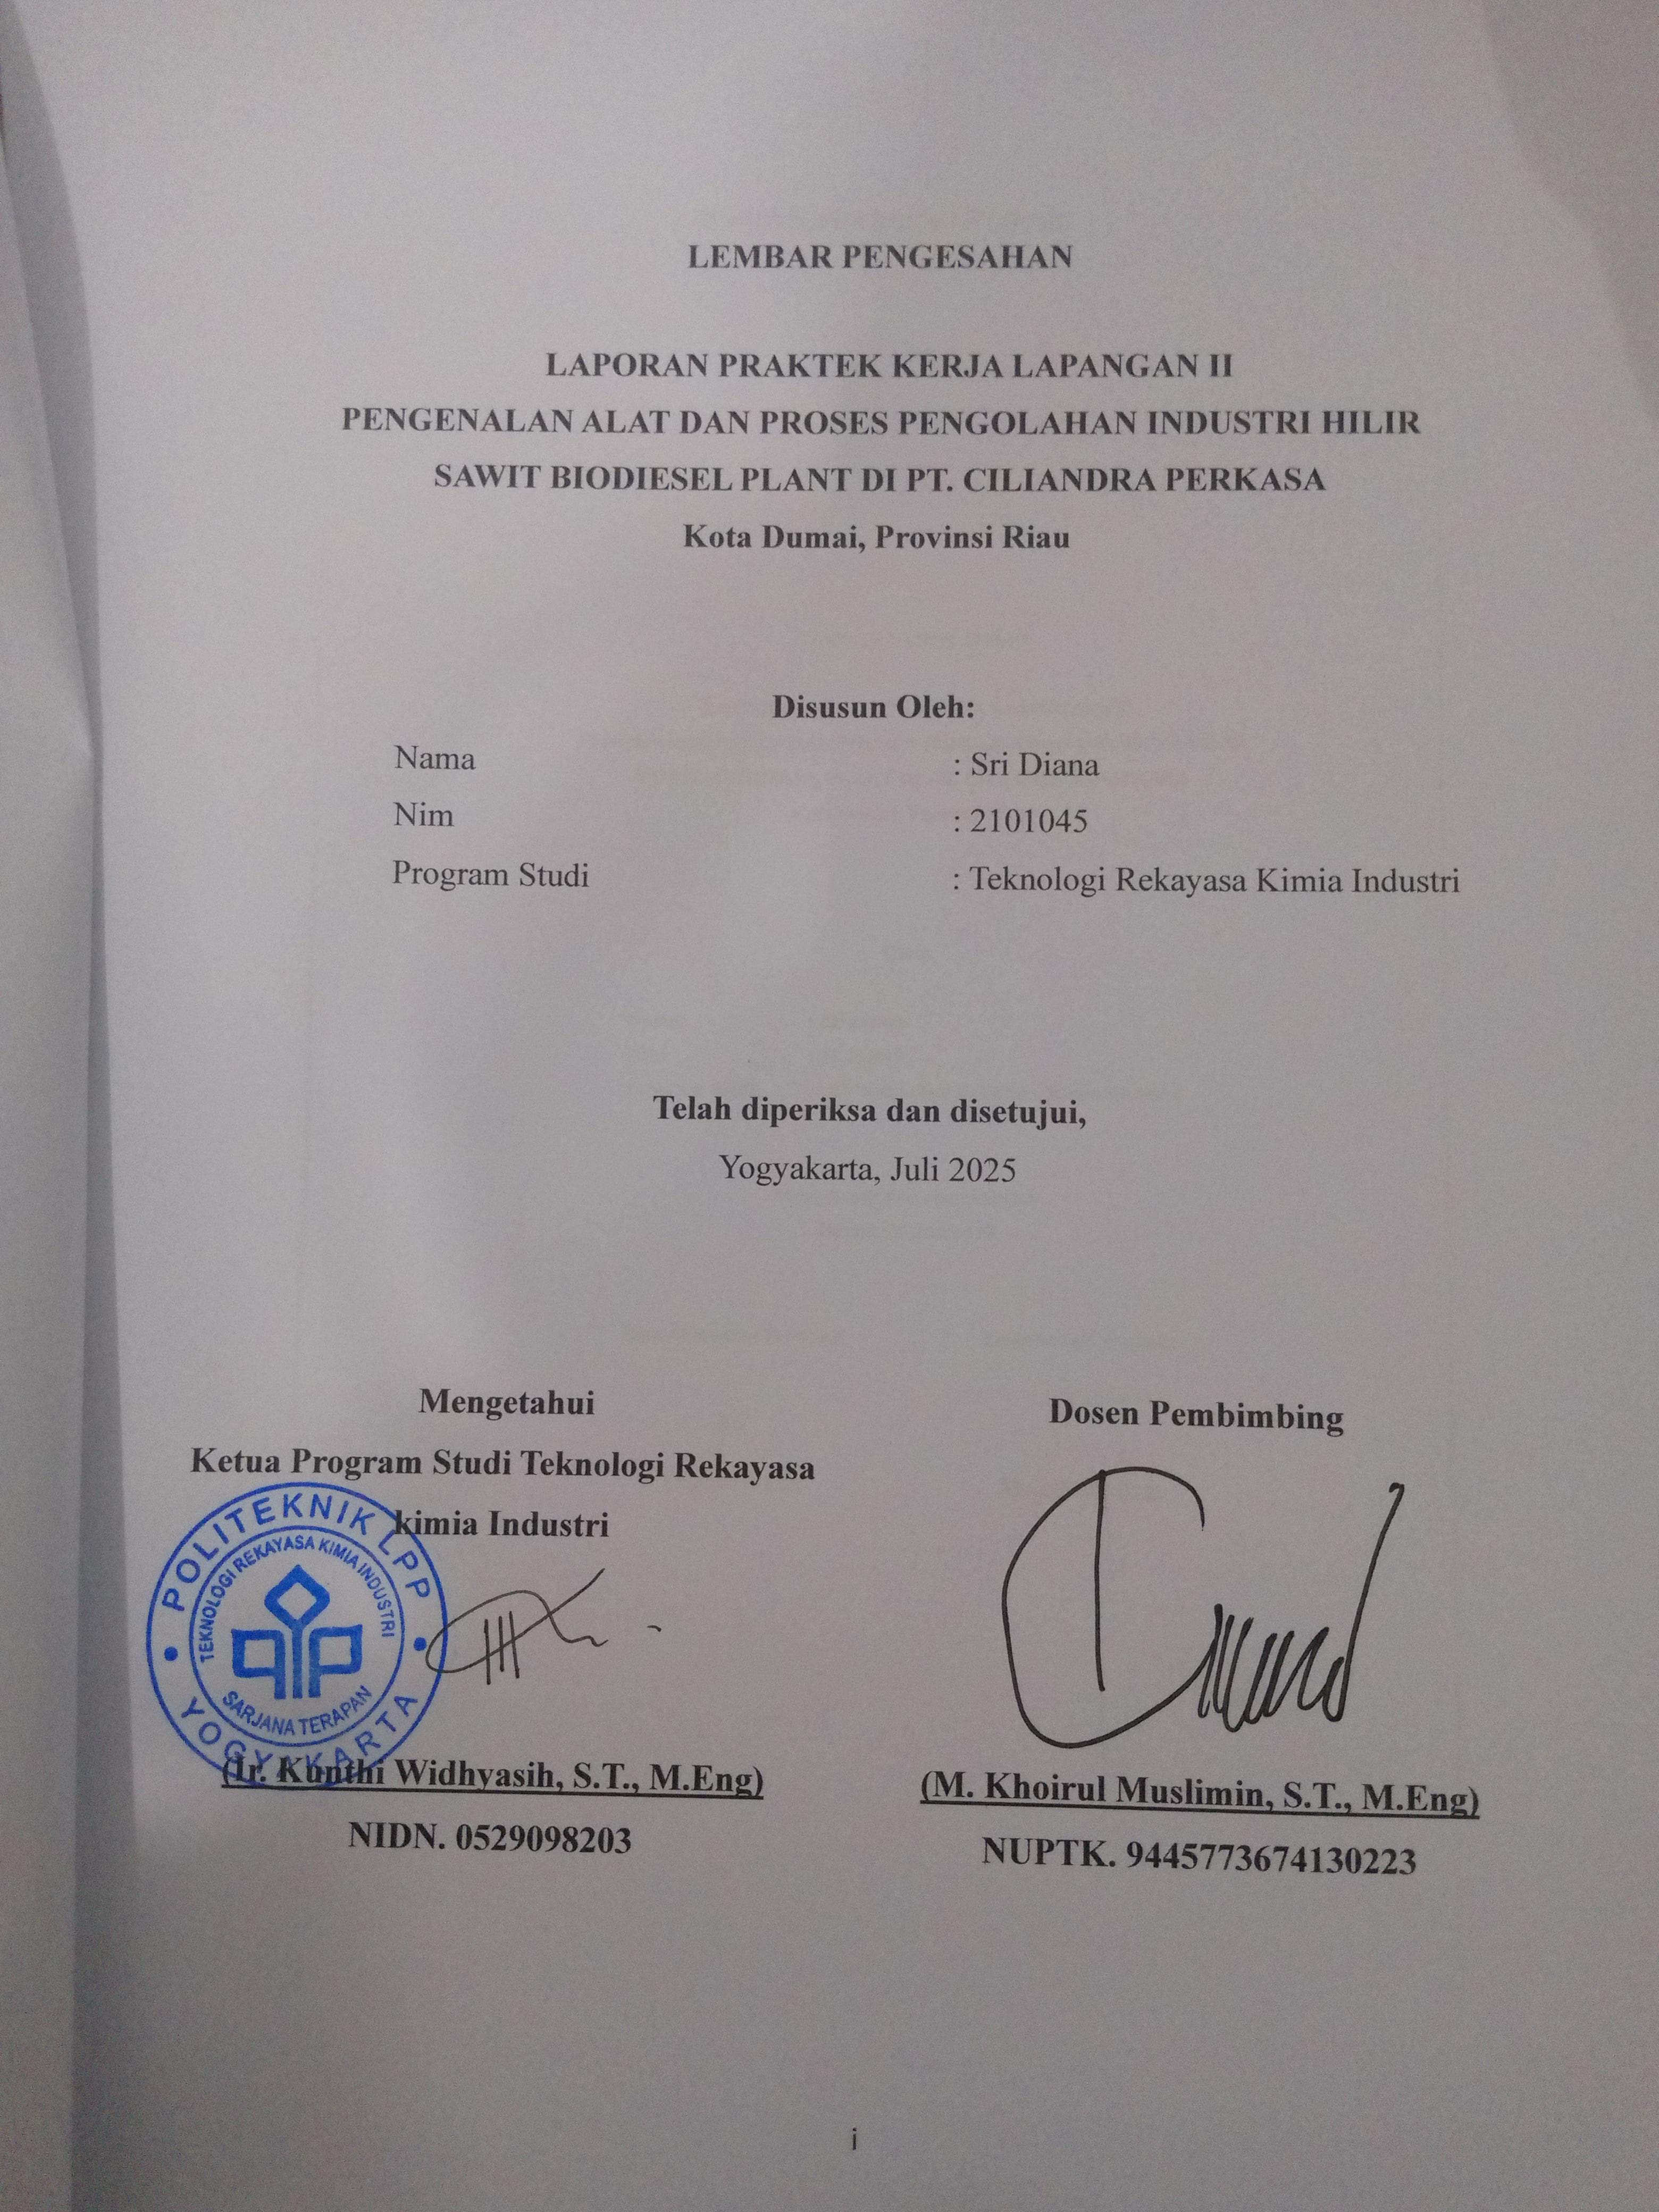 LEMBAR PENGESAHAN
LAPORAN PRAKTEK KERJA LAPANGAN II
PENGENALAN ALAT DAN PROSES PENGOLAHAN INDUSTRI HILIR
SAWIT BIODIESEL PLANT DI PT. CILIANDRA PERKASA
Kota Dumai, Provinsi Riau
Disusun Oleh:
Nama : Sri Diana
Nim : 2101045
Program Studi : Teknologi Rekayasa Kimia Industri
Telah diperiksa dan disetujui,
Yogyakarta, Juli 2025
Mengetahui
Ketua Program Studi Teknologi Rekayasa
kimia Industri
POLITEKNIK LPP
TEKNOLOGI REKAYASA KIMIA INDUSTRI
SARJANA TERAPAN
YOGYAKARTA
(Ir. Kunthi Widhyasih, S.T., M.Eng)
NIDN. 0529098203
Dosen Pembimbing
(M. Khoirul Muslimin, S.T., M.Eng)
NUPTK. 9445773674130223
i